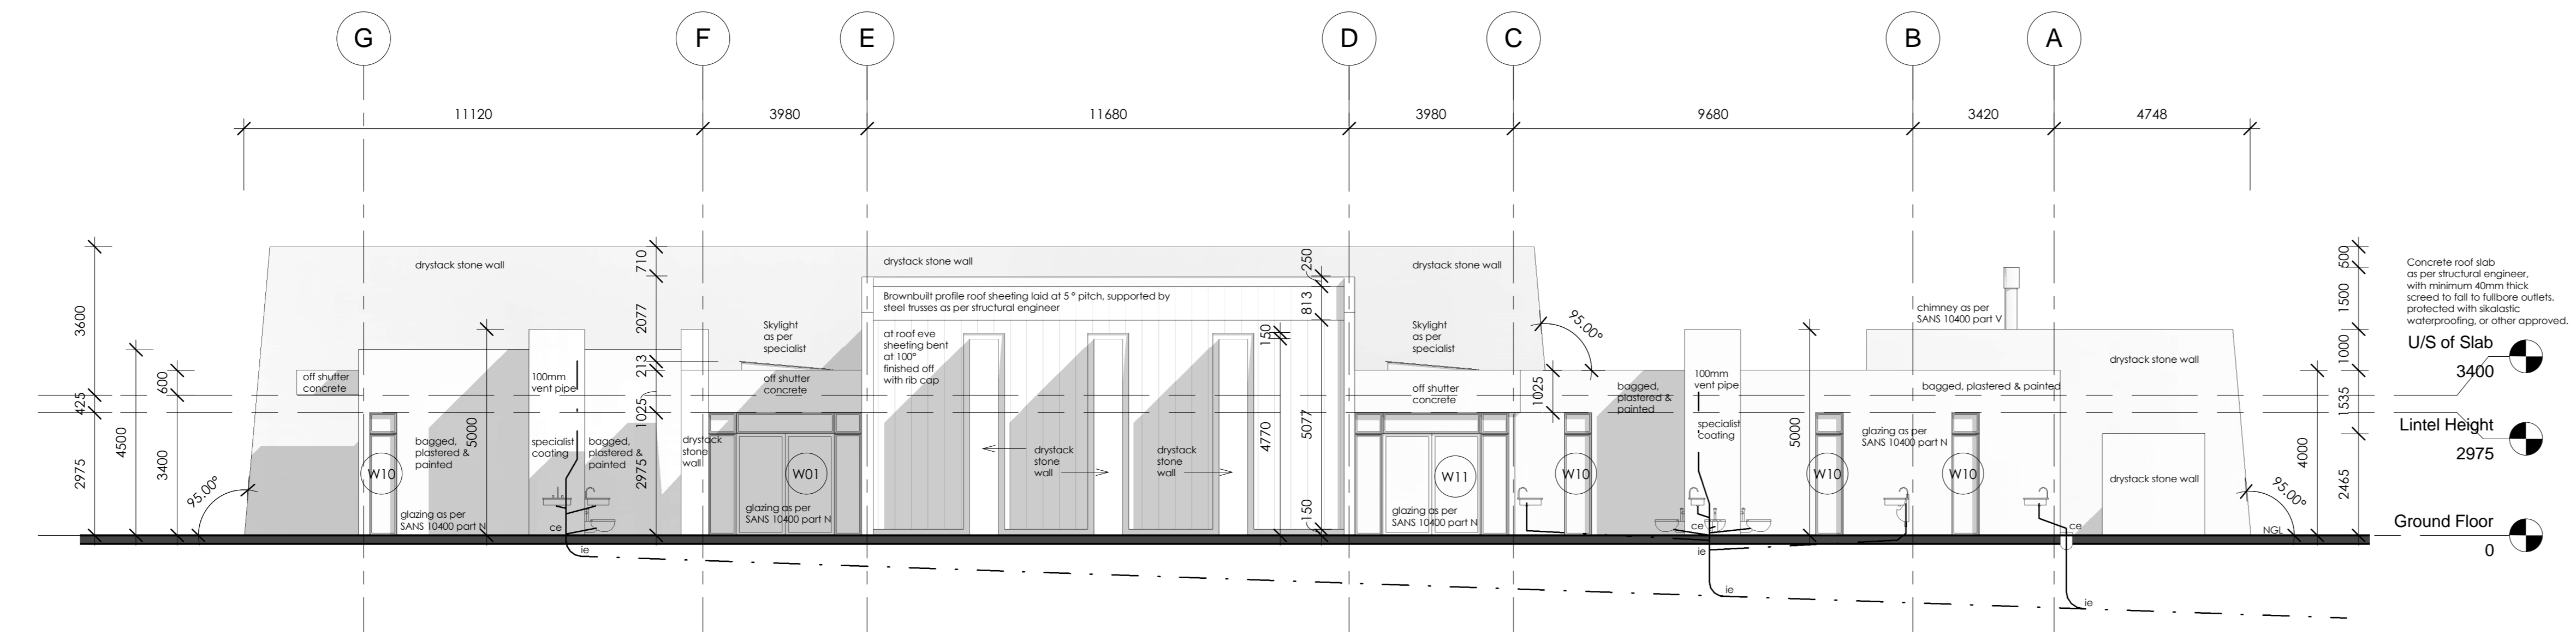 G
F
E
D
C
B
A
11120
3980
11680
3980
9680
3420
4748
3600
425
2975
4500
600
3400
95.00°
drystack stone wall
off shutter
concrete
W10
bagged,
plastered &
painted
glazing as per
SANS 10400 part N
5000
100mm
vent pipe
specialist
coating
bagged,
plastered &
painted
ce
ie
710
2077
213
1025
2975
drystack
stone
wall
Skylight
as per
specialist
off shutter
concrete
W01
glazing as per
SANS 10400 part N
drystack stone wall
Brownbuilt profile roof sheeting laid at 5 ° pitch, supported by
steel trusses as per structural engineer
at roof eve
sheeting bent
at 100°
finished off
with rib cap
drystack
stone
wall
drystack
stone
wall
150
4770
250
813
5077
150
drystack stone wall
Skylight
as per
specialist
off shutter
concrete
W11
glazing as per
SANS 10400 part N
95.00°
1025
W10
bagged,
plastered &
painted
100mm
vent pipe
specialist
coating
ce
ie
ie
5000
W10
glazing as per
SANS 10400 part N
W10
chimney as per
SANS 10400 part V
bagged, plastered & painted
drystack stone wall
drystack stone wall
ce
ie
95.00°
NGL
4000
500
1500
1000
1535
2465
Concrete roof slab
as per structural engineer,
with minimum 40mm thick
screed to fall to fullbore outlets.
protected with sikalastic
waterproofing, or other approved.
U/S of Slab
3400
Lintel Height
2975
Ground Floor
0